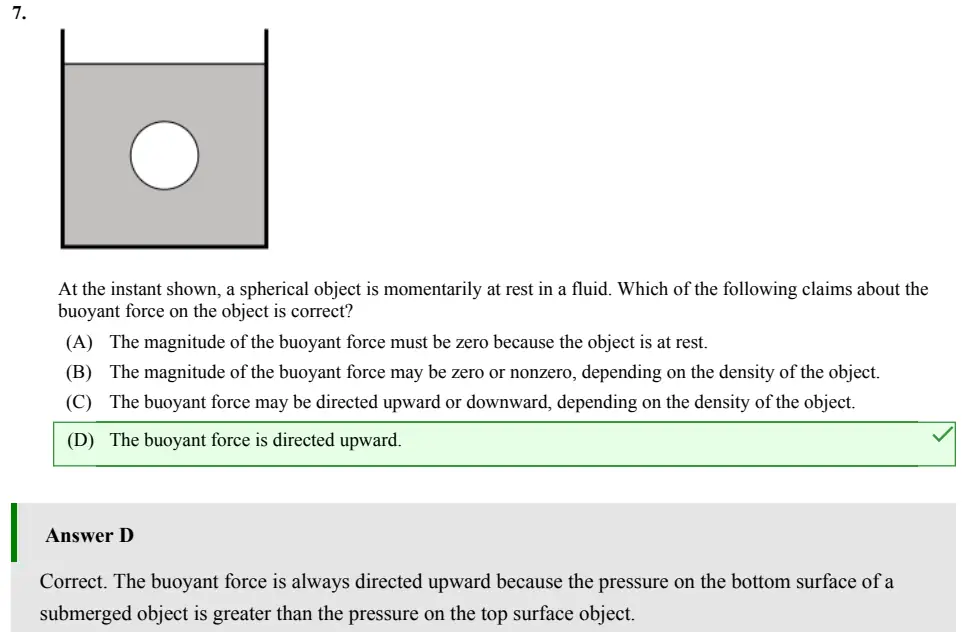 7.
At the instant shown, a spherical object is momentarily at rest in a fluid. Which of the following claims about the
buoyant force on the object is correct?
(A) The magnitude of the buoyant force must be zero because the object is at rest.
(B) The magnitude of the buoyant force may be zero or nonzero, depending on the density of the object.
(C) The buoyant force may be directed upward or downward, depending on the density of the object.
(D) The buoyant force is directed upward.
Answer D
Correct. The buoyant force is always directed upward because the pressure on the bottom surface of a
submerged object is greater than the pressure on the top surface object.